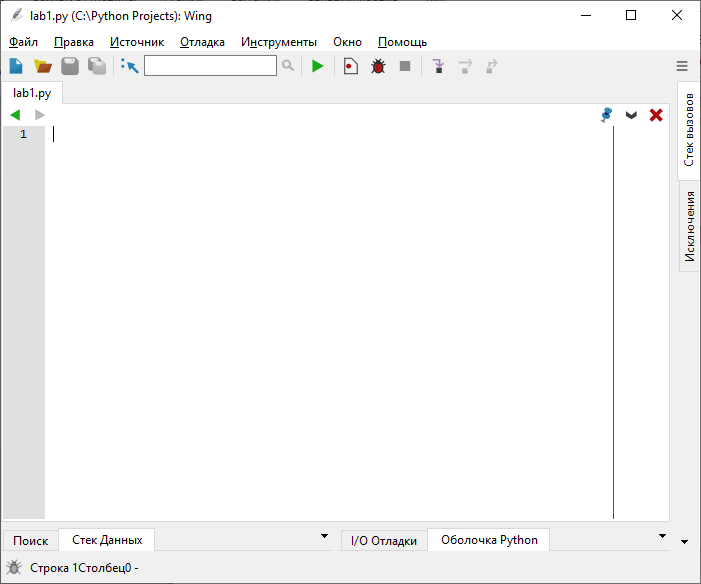 lab1.py (C:\Python Projects): Wing
Файл Правка Источник Отладка Инструменты Окно Помощь
lab1.py
1
Стек вызовов
Исключения
Поиск Стек Данных I/O Отладки Оболочка Python
Строка 1Столбец0 -